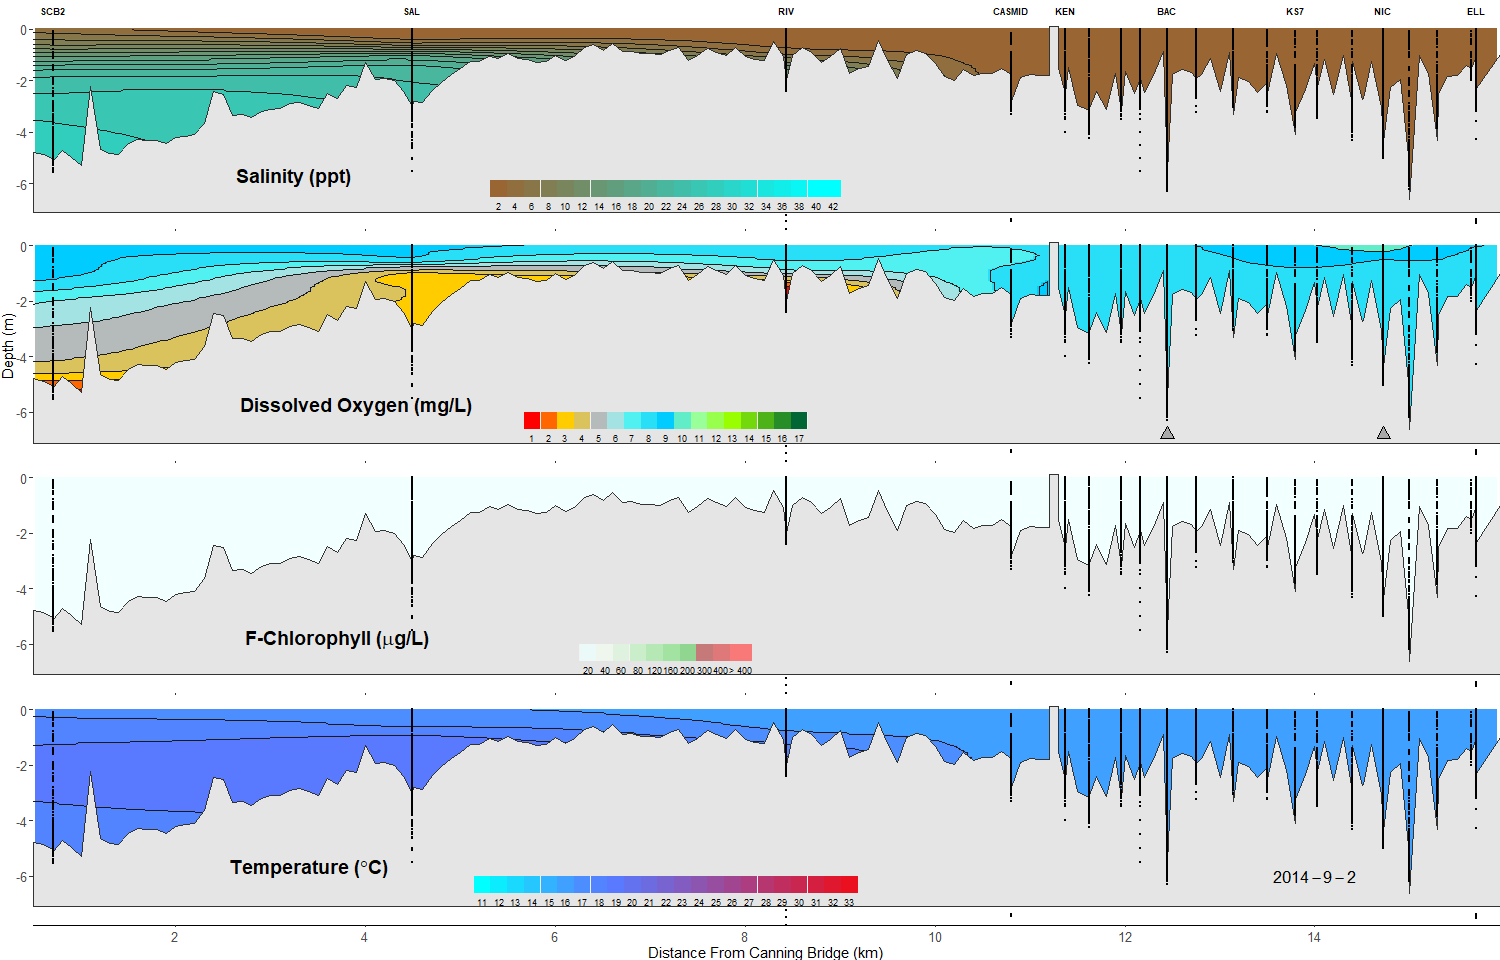 SCB2 SAL RIV CASMID KEN BAC KS7 NIC ELL
0
-2
-4
-6
Salinity (ppt)
2 4 6 8 10 12 14 16 18 20 22 24 26 28 30 32 34 36 38 40 42
0
-2
-4
-6
Dissolved Oxygen (mg/L)
1 2 3 4 5 6 7 8 9 10 11 12 13 14 15 16 17
Depth (m)
0
-2
-4
-6
F-Chlorophyll (μg/L)
20 40 60 80 120 160 200 300 400 > 400
0
-2
-4
-6
Temperature (°C)
2014-9-2
11 12 13 14 15 16 17 18 19 20 21 22 23 24 25 26 27 28 29 30 31 32 33
2 4 6 8 10 12 14
Distance From Canning Bridge (km)